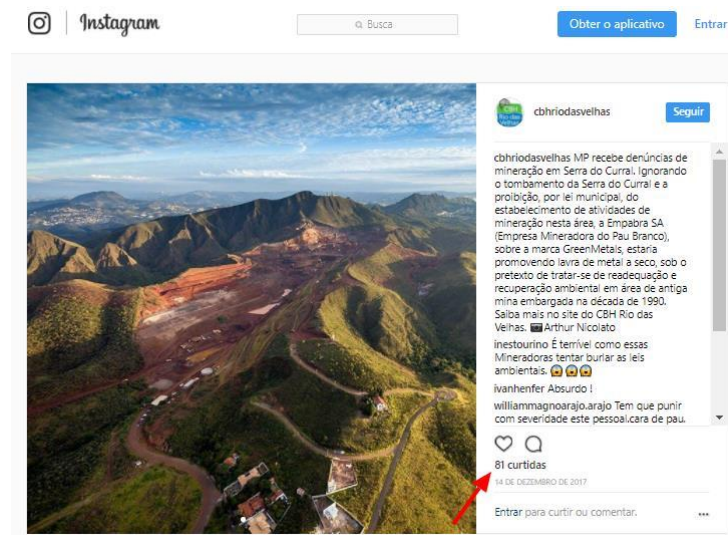 Instagram
Busca
Obter o aplicativo
Entrar
cbhriodasvelhas
Seguir
cbhriodasvelhas MP recebe denúncias de
mineração em Serra do Curral. Ignorando
o tombamento da Serra do Curral e a
proibição, por lei municipal, do
estabelecimento de atividades de
mineração nesta área, a Empabra SA
(Empresa Mineradora do Pau Branco),
sobre a marca GreenMetals, estaria
promovendo lavra de metal a seco, sob o
pretexto de tratar-se de readequação e
recuperação ambiental em área de antiga
mina embargada na década de 1990.
Saiba mais no site do CBH Rio das
Velhas. 📷Arthur Nicolato
inestourino É terrível como essas
Mineradoras tentar burlar as leis
ambientais. 😱😱😱
ivanhenfer Absurdo !
williammagnoarajo.arajo Tem que punir
com severidade este pessoal.cara de pau.
81 curtidas
14 DE DEZEMBRO DE 2017
Entrar para curtir ou comentar.